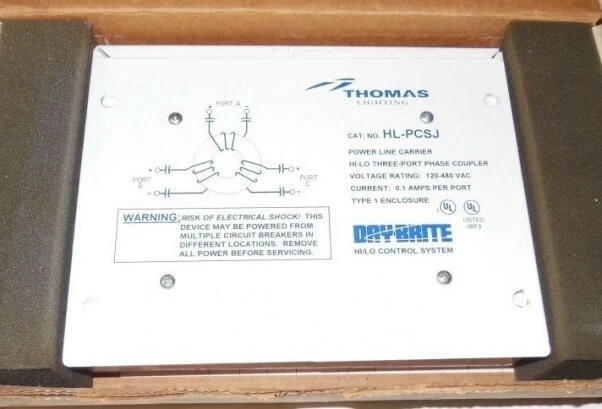 THOMAS
LIGHTING
PORT A
CAT. NO. HL-PCSJ
POWER LINE CARRIER
HI-LO THREE-PORT PHASE COUPLER
VOLTAGE RATING: 120-480 VAC
CURRENT: 0.1 AMPS PER PORT
TYPE 1 ENCLOSURE
UL
UL
LISTED
PORT
B
PORT
C
WARNING: RISK OF ELECTRICAL SHOCK! THIS
DEVICE MAY BE POWERED FROM
MULTIPLE CIRCUIT BREAKERS IN
DIFFERENT LOCATIONS. REMOVE
ALL POWER BEFORE SERVICING.
DAY-BRITE
HI/LO CONTROL SYSTEM